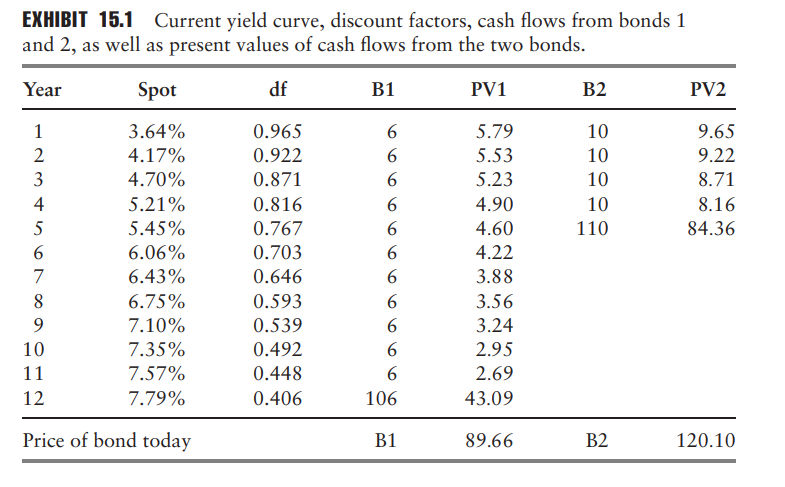 EXHIBIT 15.1 Current yield curve, discount factors, cash flows from bonds 1
and 2, as well as present values of cash flows from the two bonds.
Year Spot df B1 PV1 B2 PV2
1 3.64% 0.965 6 5.79 10 9.65
2 4.17% 0.922 6 5.53 10 9.22
3 4.70% 0.871 6 5.23 10 8.71
4 5.21% 0.816 6 4.90 10 8.16
5 5.45% 0.767 6 4.60 110 84.36
6 6.06% 0.703 6 4.22
7 6.43% 0.646 6 3.88
8 6.75% 0.593 6 3.56
9 7.10% 0.539 6 3.24
10 7.35% 0.492 6 2.95
11 7.57% 0.448 6 2.69
12 7.79% 0.406 106 43.09
Price of bond today B1 89.66 B2 120.10